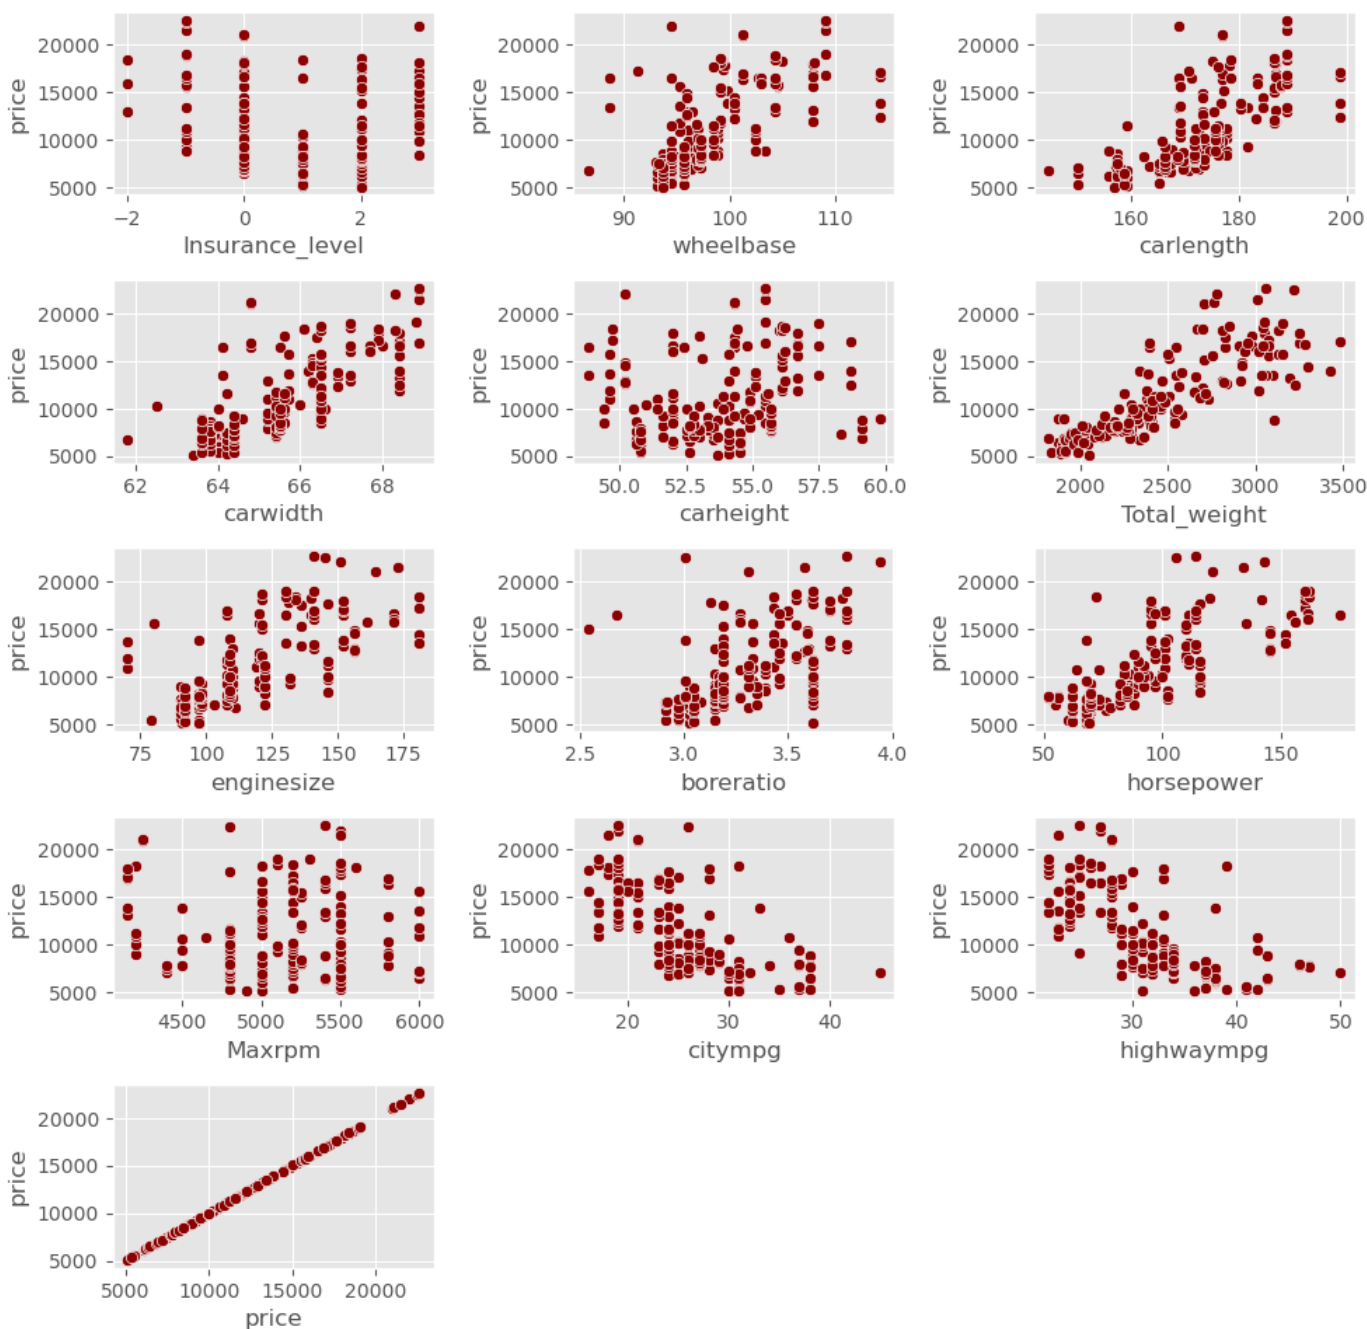 price
20000
15000
10000
5000
−2 0 2
Insurance_level
price
20000
15000
10000
5000
90 100 110
wheelbase
price
20000
15000
10000
5000
160 180 200
carlength
price
20000
15000
10000
5000
62 64 66 68
carwidth
price
20000
15000
10000
5000
50.0 52.5 55.0 57.5 60.0
carheight
price
20000
15000
10000
5000
2000 2500 3000 3500
Total_weight
price
20000
15000
10000
5000
75 100 125 150 175
enginesize
price
20000
15000
10000
5000
2.5 3.0 3.5 4.0
boreratio
price
20000
15000
10000
5000
50 100 150
horsepower
price
20000
15000
10000
5000
4500 5000 5500 6000
Maxrpm
price
20000
15000
10000
5000
20 30 40
citympg
price
20000
15000
10000
5000
30 40 50
highwaympg
price
20000
15000
10000
5000
5000 10000 15000 20000
price